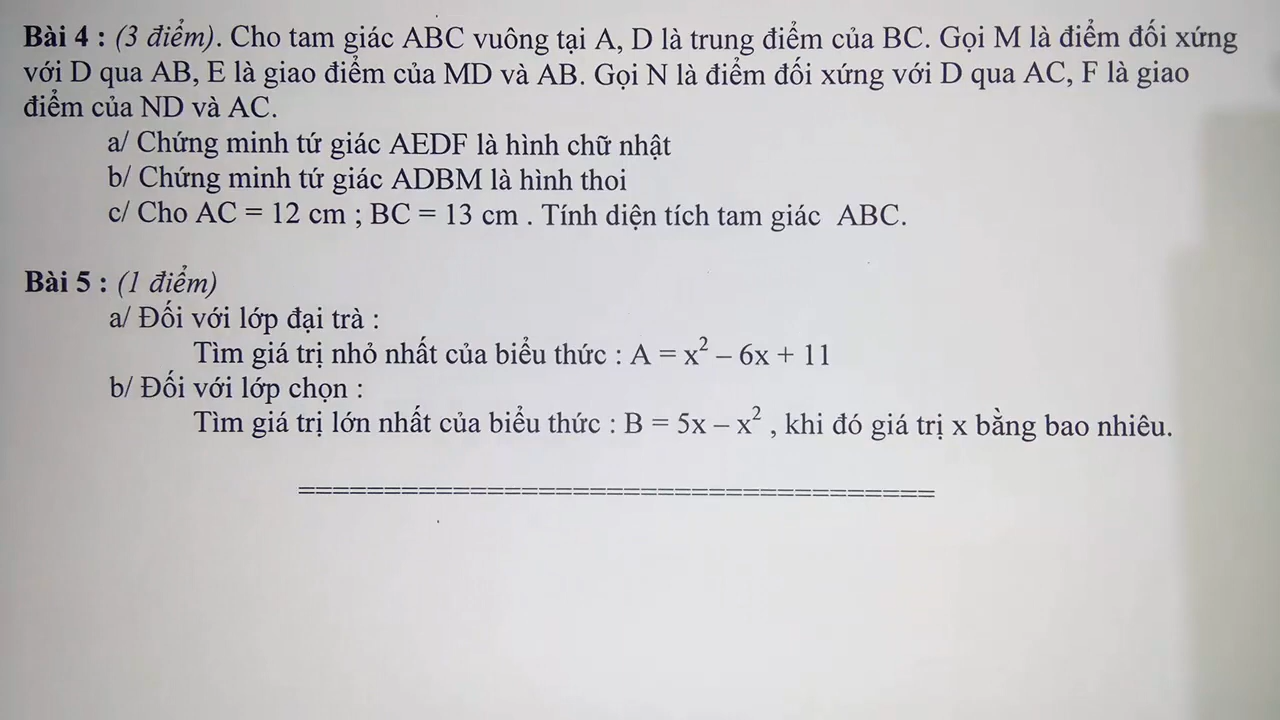 Bài 4 : (3 điểm). Cho tam giác ABC vuông tại A, D là trung điểm của BC. Gọi M là điểm đối xứng
với D qua AB, E là giao điểm của MD và AB. Gọi N là điểm đối xứng với D qua AC, F là giao
điểm của ND và AC.
a/ Chứng minh tứ giác AEDF là hình chữ nhật
b/ Chứng minh tứ giác ADBM là hình thoi
c/ Cho AC = 12 cm ; BC = 13 cm . Tính diện tích tam giác ABC.
Bài 5 : (1 điểm)
a/ Đối với lớp đại trà :
Tìm giá trị nhỏ nhất của biểu thức : A = x² – 6x + 11
b/ Đối với lớp chọn :
Tìm giá trị lớn nhất của biểu thức : B = 5x – x² , khi đó giá trị x bằng bao nhiêu.
=====================================